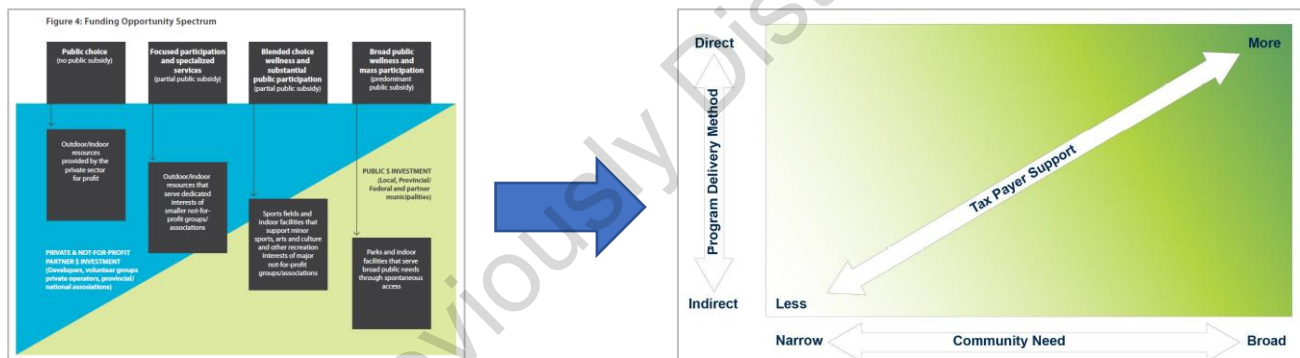 Figure 4: Funding Opportunity Spectrum
Public choice
(no public subsidy)
Focused participation
and specialized
services
(partial public subsidy)
Blended choice
wellness and
substantial
public participation
(partial public subsidy)
Broad public
wellness and
mass participation
(predominant
public subsidy)
Outdoor/indoor
resources
provided by the
private sector
for profit
Outdoor/indoor
resources that
serve dedicated
interests of
smaller not-for-
profit groups/
associations
Sports fields and
indoor facilities that
support minor
sports, arts and culture
and other recreation
interests of major
not-for-profit
groups/associations
PUBLIC $ INVESTMENT
(Local, Provincial/
Federal and partner
municipalities)
Parks and indoor
facilities that serve
broad public needs
through spontaneous
access
PRIVATE & NOT-FOR-PROFIT
PARTNER $ INVESTMENT
(Developers, volunteer groups
private operators, provincial/
national assosiations)
Direct
Program Delivery Method
Indirect
More
Tax Payer Support
Less
Narrow
Community Need
Broad
Previously